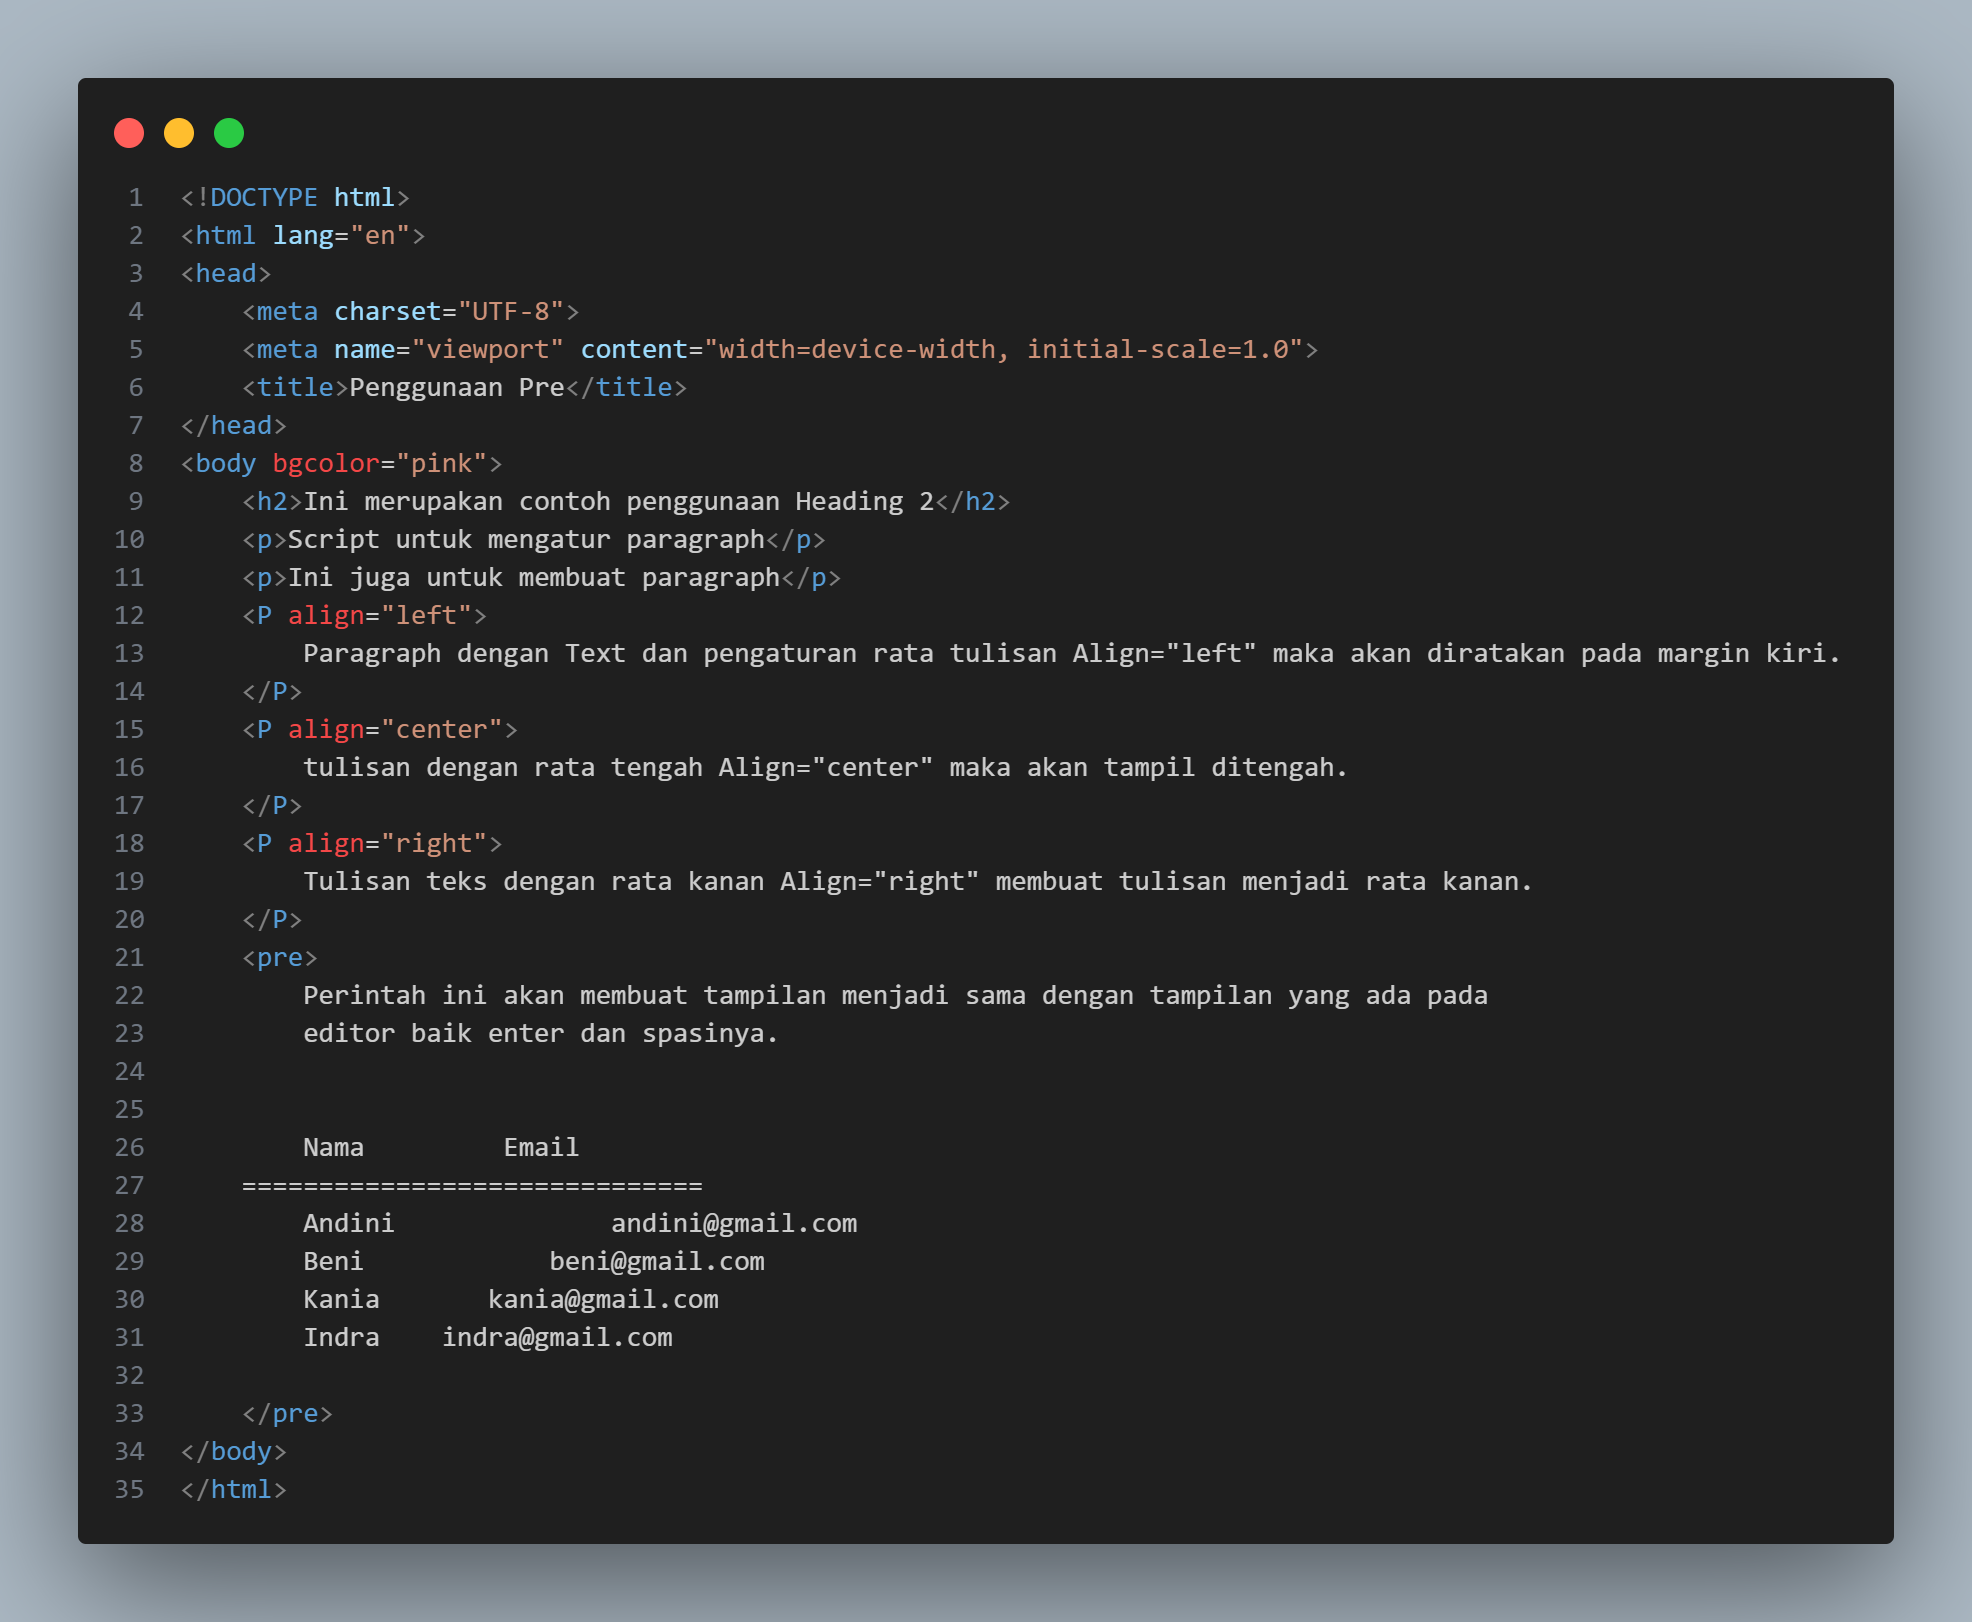 1 <!DOCTYPE html>
2 <html lang="en">
3 <head>
4     <meta charset="UTF-8">
5     <meta name="viewport" content="width=device-width, initial-scale=1.0">
6     <title>Penggunaan Pre</title>
7 </head>
8 <body bgcolor="pink">
9     <h2>Ini merupakan contoh penggunaan Heading 2</h2>
10     <p>Script untuk mengatur paragraph</p>
11     <p>Ini juga untuk membuat paragraph</p>
12     <P align="left">
13         Paragraph dengan Text dan pengaturan rata tulisan Align="left" maka akan diratakan pada margin kiri.
14     </P>
15     <P align="center">
16         tulisan dengan rata tengah Align="center" maka akan tampil ditengah.
17     </P>
18     <P align="right">
19         Tulisan teks dengan rata kanan Align="right" membuat tulisan menjadi rata kanan.
20     </P>
21     <pre>
22         Perintah ini akan membuat tampilan menjadi sama dengan tampilan yang ada pada
23         editor baik enter dan spasinya.
24
25
26         Nama         Email
27     ==============================
28         Andini              andini@gmail.com
29         Beni            beni@gmail.com
30         Kania       kania@gmail.com
31         Indra    indra@gmail.com
32
33     </pre>
34 </body>
35 </html>